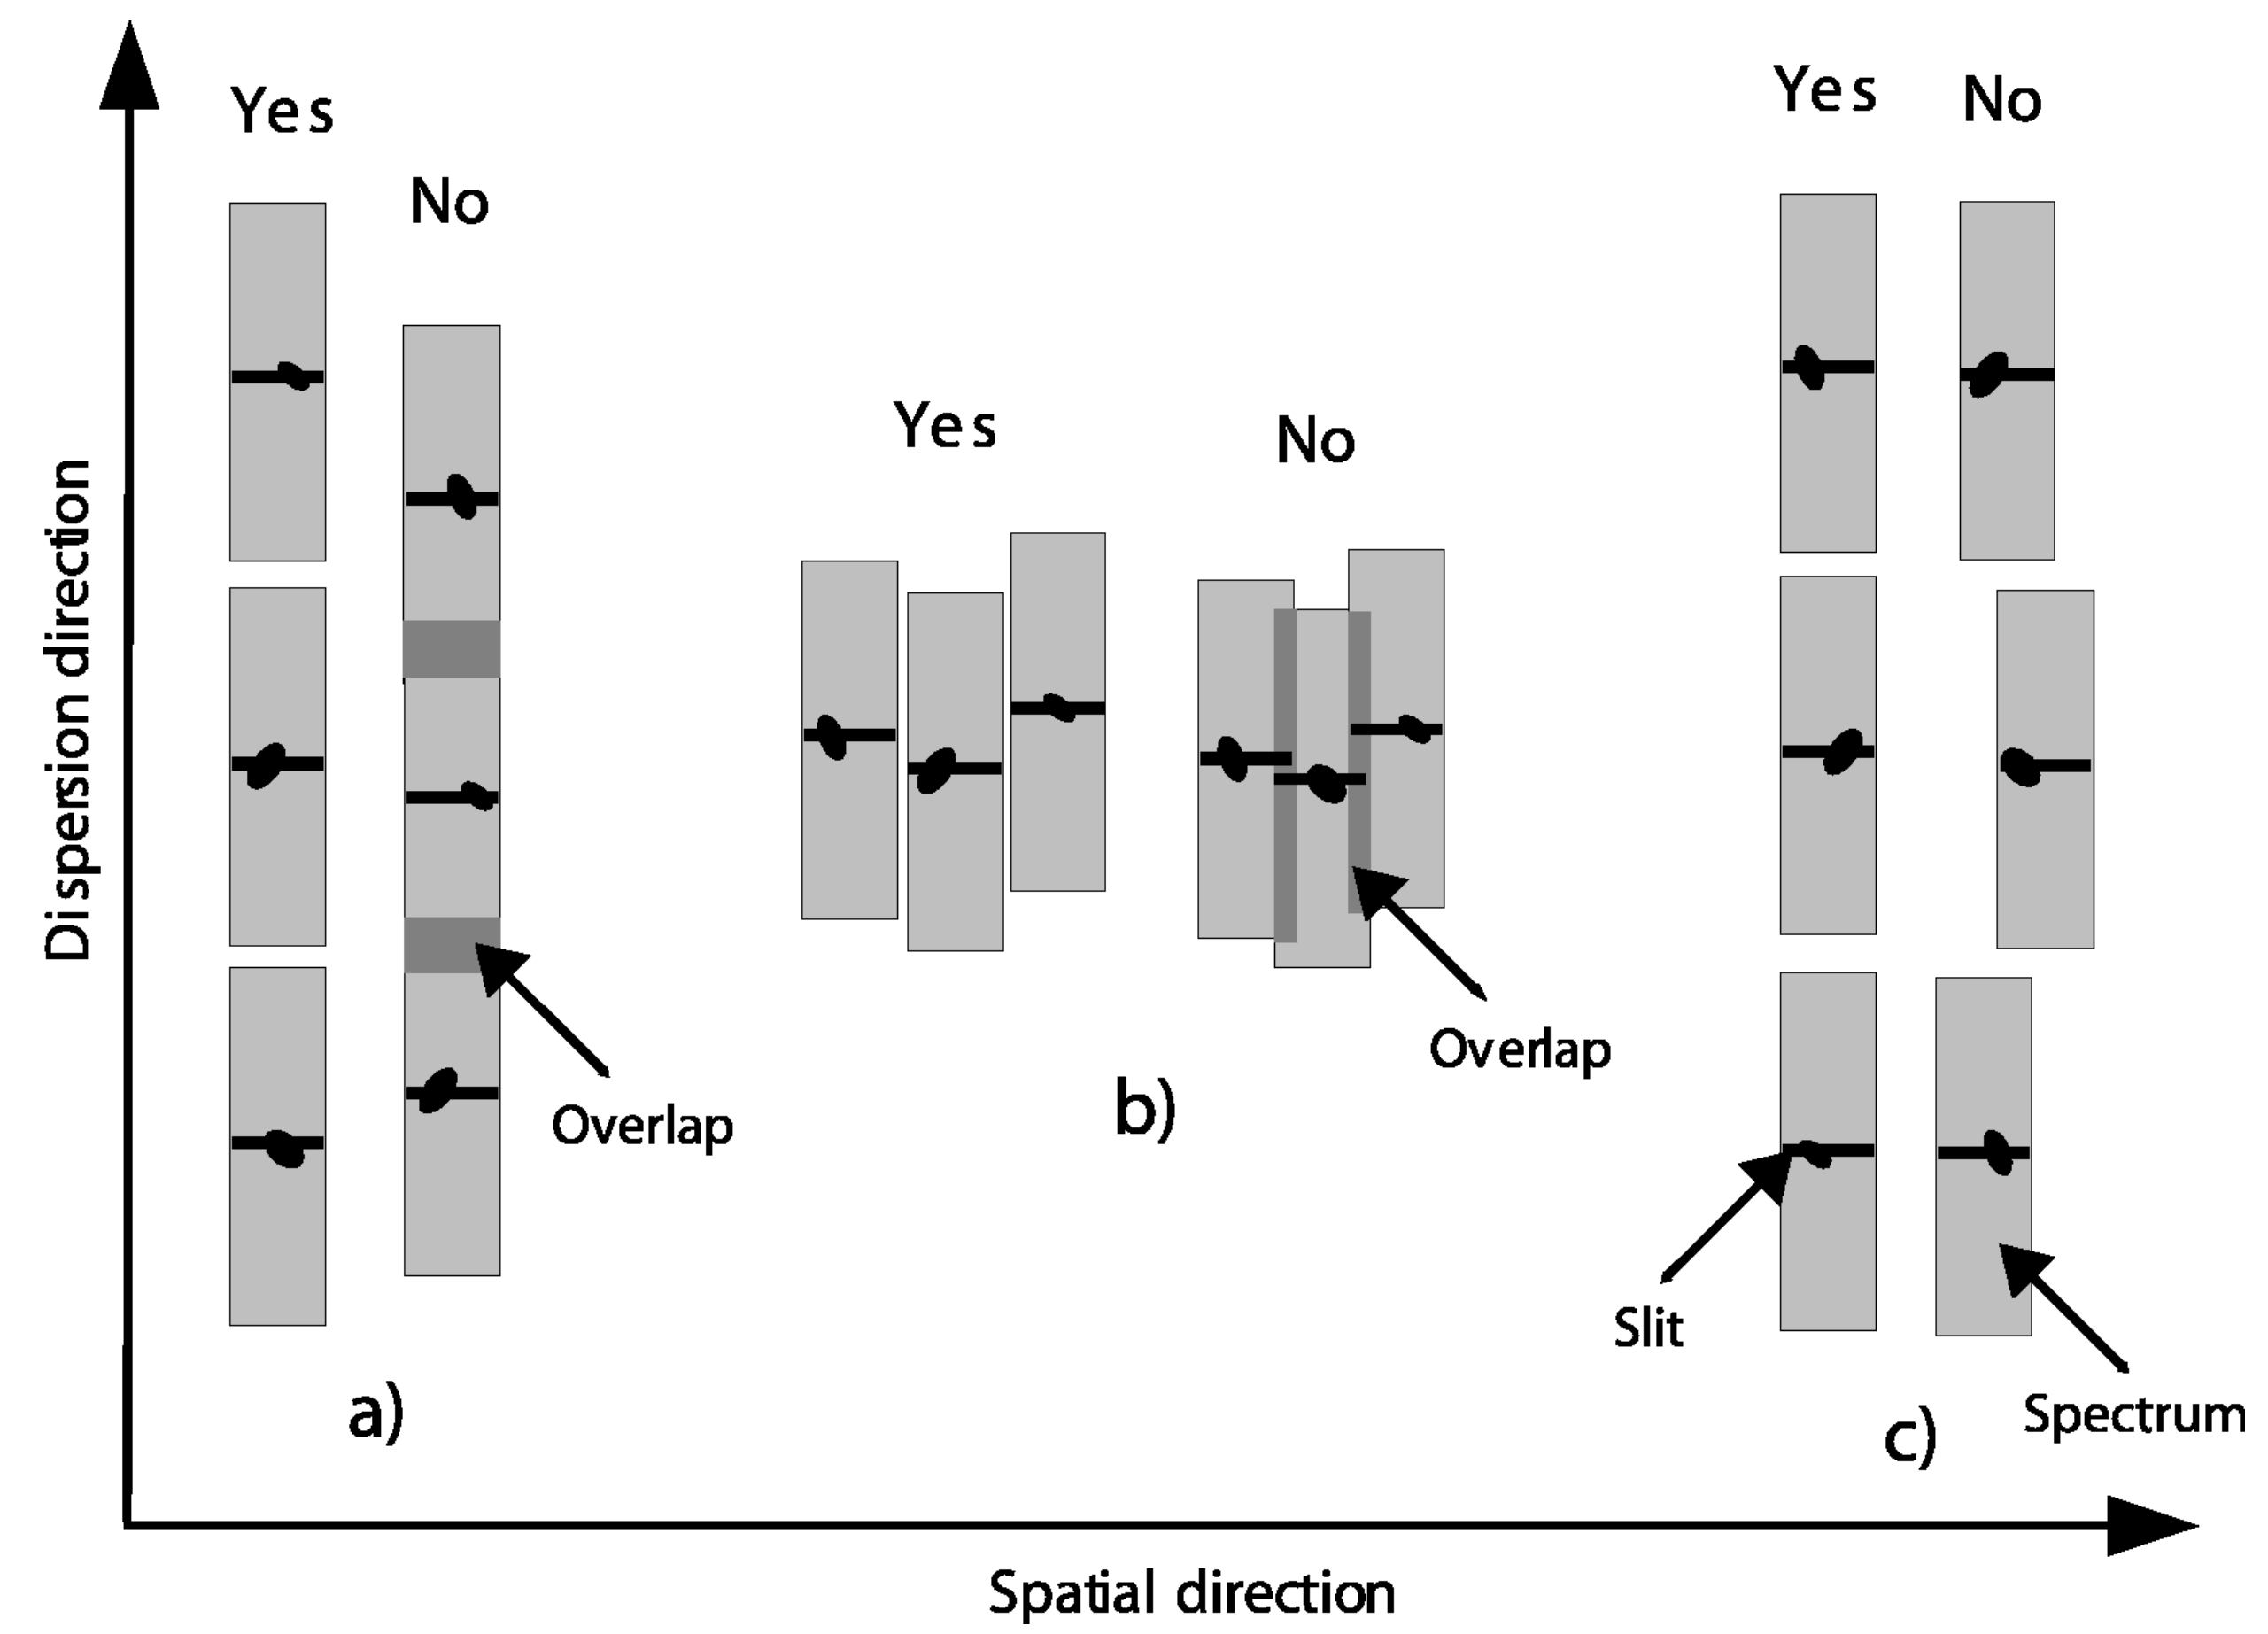 Yes
No
Yes
No
Yes
No
Dispersion direction
Overlap
Overlap
Slit
Spectrum
a)
b)
c)
Spatial direction